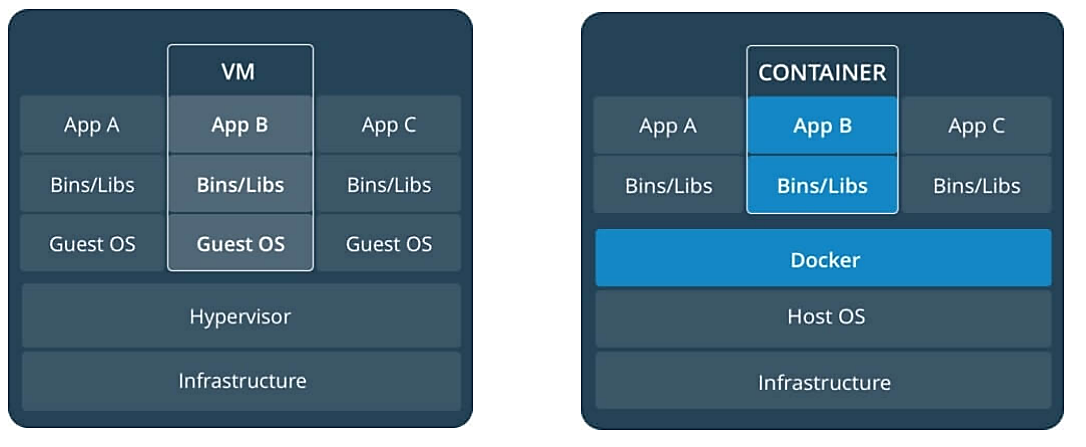 VM
App A
App B
App C
Bins/Libs
Bins/Libs
Bins/Libs
Guest OS
Guest OS
Guest OS
Hypervisor
Infrastructure
CONTAINER
App A
App B
App C
Bins/Libs
Bins/Libs
Bins/Libs
Docker
Host OS
Infrastructure